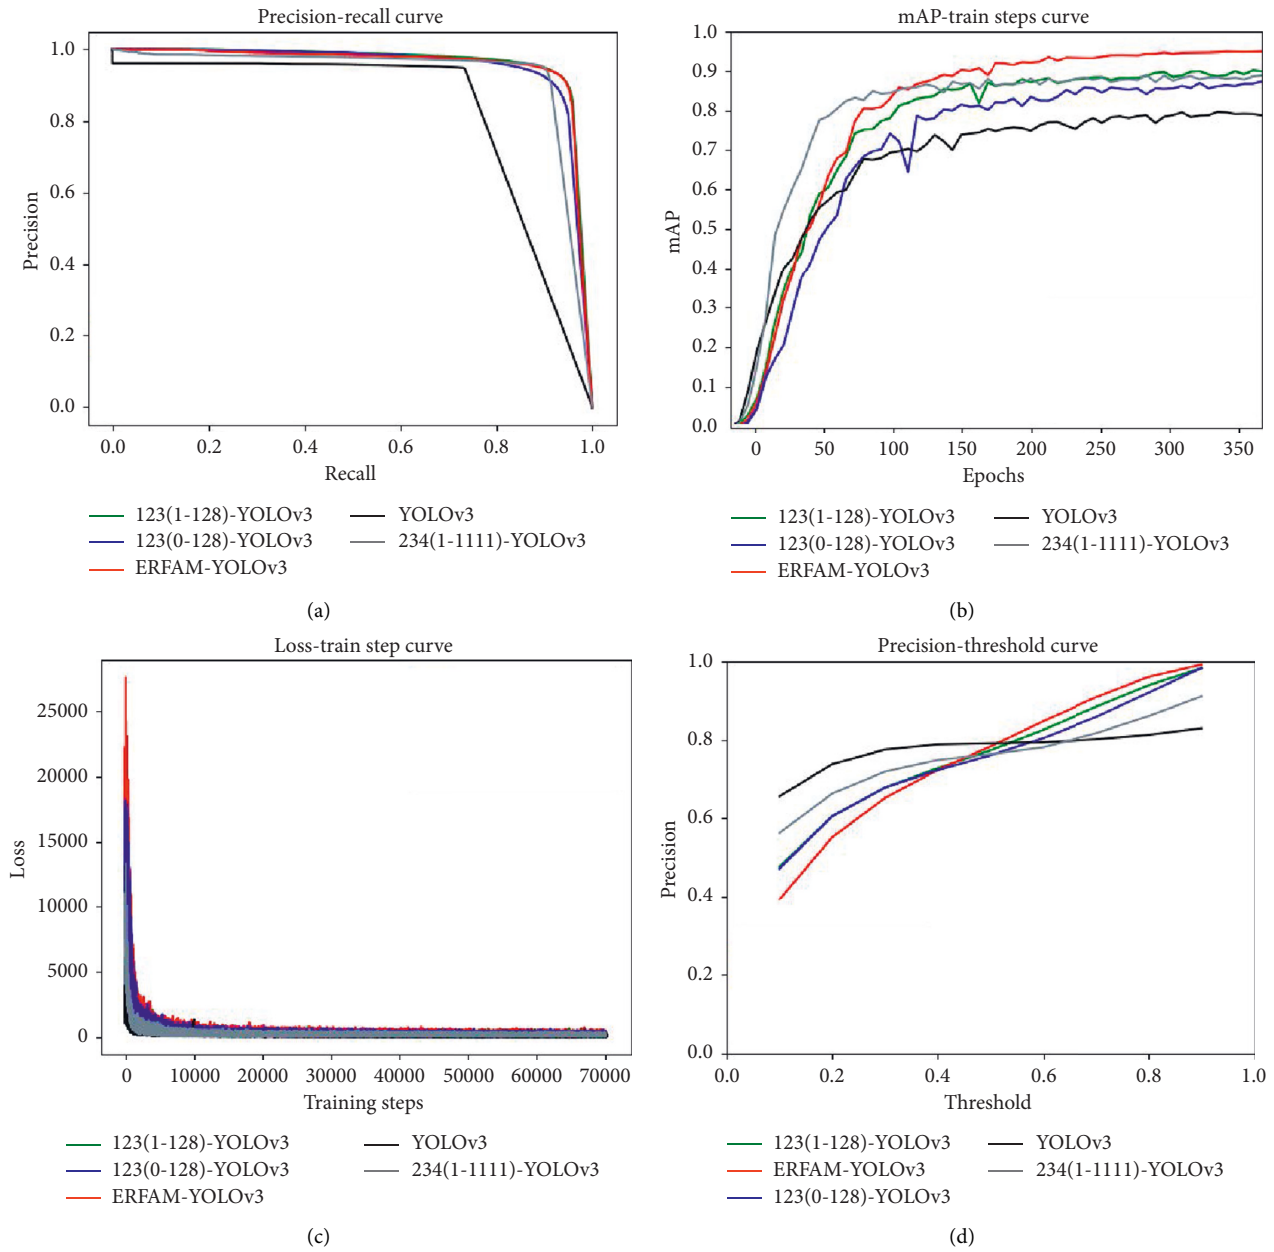 Precision-recall curve
1.0
0.8
0.6
0.4
0.2
0.0
Precision
0.0 0.2 0.4 0.6 0.8 1.0
Recall
123(1-128)-YOLOv3 YOLOv3
123(0-128)-YOLOv3 234(1-1111)-YOLOv3
ERFAM-YOLOv3
(a)
mAP-train steps curve
1.0
0.9
0.8
0.7
0.6
0.5
0.4
0.3
0.2
0.1
0.0
mAP
0 50 100 150 200 250 300 350
Epochs
123(1-128)-YOLOv3 YOLOv3
123(0-128)-YOLOv3 234(1-1111)-YOLOv3
ERFAM-YOLOv3
(b)
Loss-train step curve
25000
20000
15000
10000
5000
0
Loss
0 10000 20000 30000 40000 50000 60000 70000
Training steps
123(1-128)-YOLOv3 YOLOv3
123(0-128)-YOLOv3 234(1-1111)-YOLOv3
ERFAM-YOLOv3
(c)
Precision-threshold curve
1.0
0.8
0.6
0.4
0.2
0.0
Precision
0.0 0.2 0.4 0.6 0.8 1.0
Threshold
123(1-128)-YOLOv3 YOLOv3
ERFAM-YOLOv3 234(1-1111)-YOLOv3
123(0-128)-YOLOv3
(d)